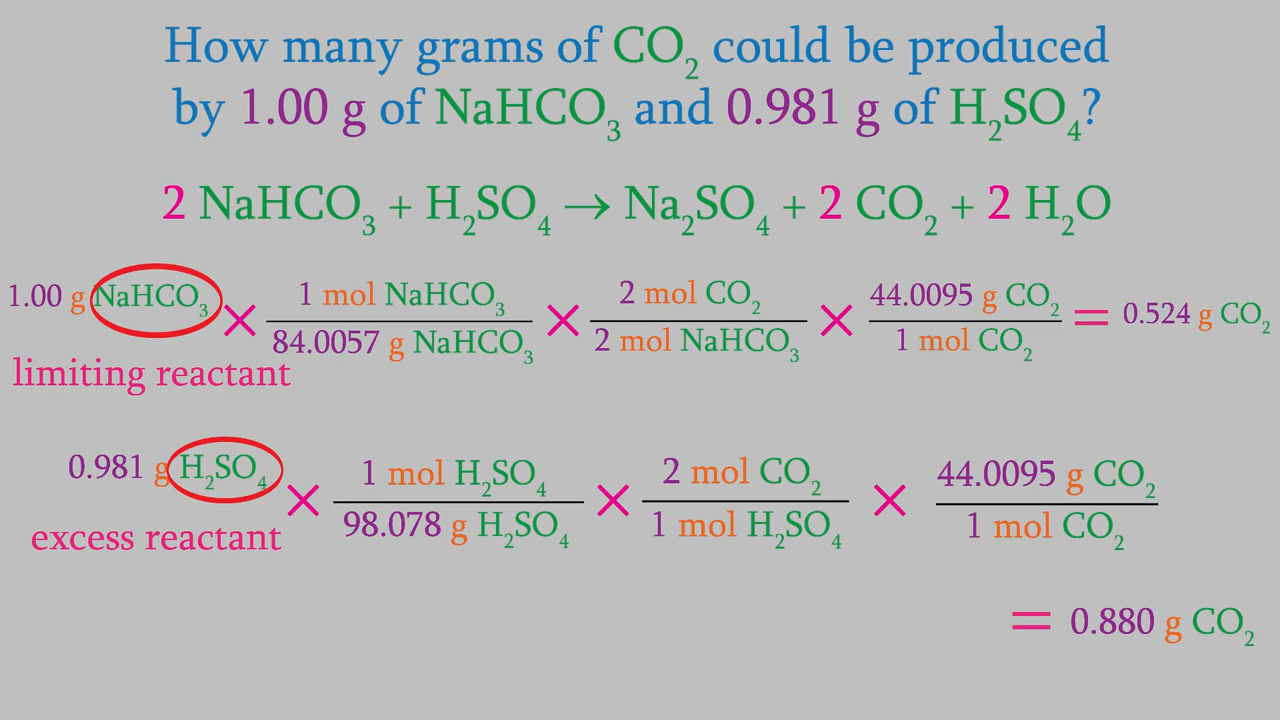 How many grams of CO₂ could be produced
by 1.00 g of NaHCO₃ and 0.981 g of H₂SO₄?
2 NaHCO₃ + H₂SO₄ → Na₂SO₄ + 2 CO₂ + 2 H₂O
1.00 g NaHCO₃ × 1 mol NaHCO₃ / 84.0057 g NaHCO₃ × 2 mol CO₂ / 2 mol NaHCO₃ × 44.0095 g CO₂ / 1 mol CO₂ = 0.524 g CO₂
limiting reactant
0.981 g H₂SO₄ × 1 mol H₂SO₄ / 98.078 g H₂SO₄ × 2 mol CO₂ / 1 mol H₂SO₄ × 44.0095 g CO₂ / 1 mol CO₂
excess reactant
= 0.880 g CO₂